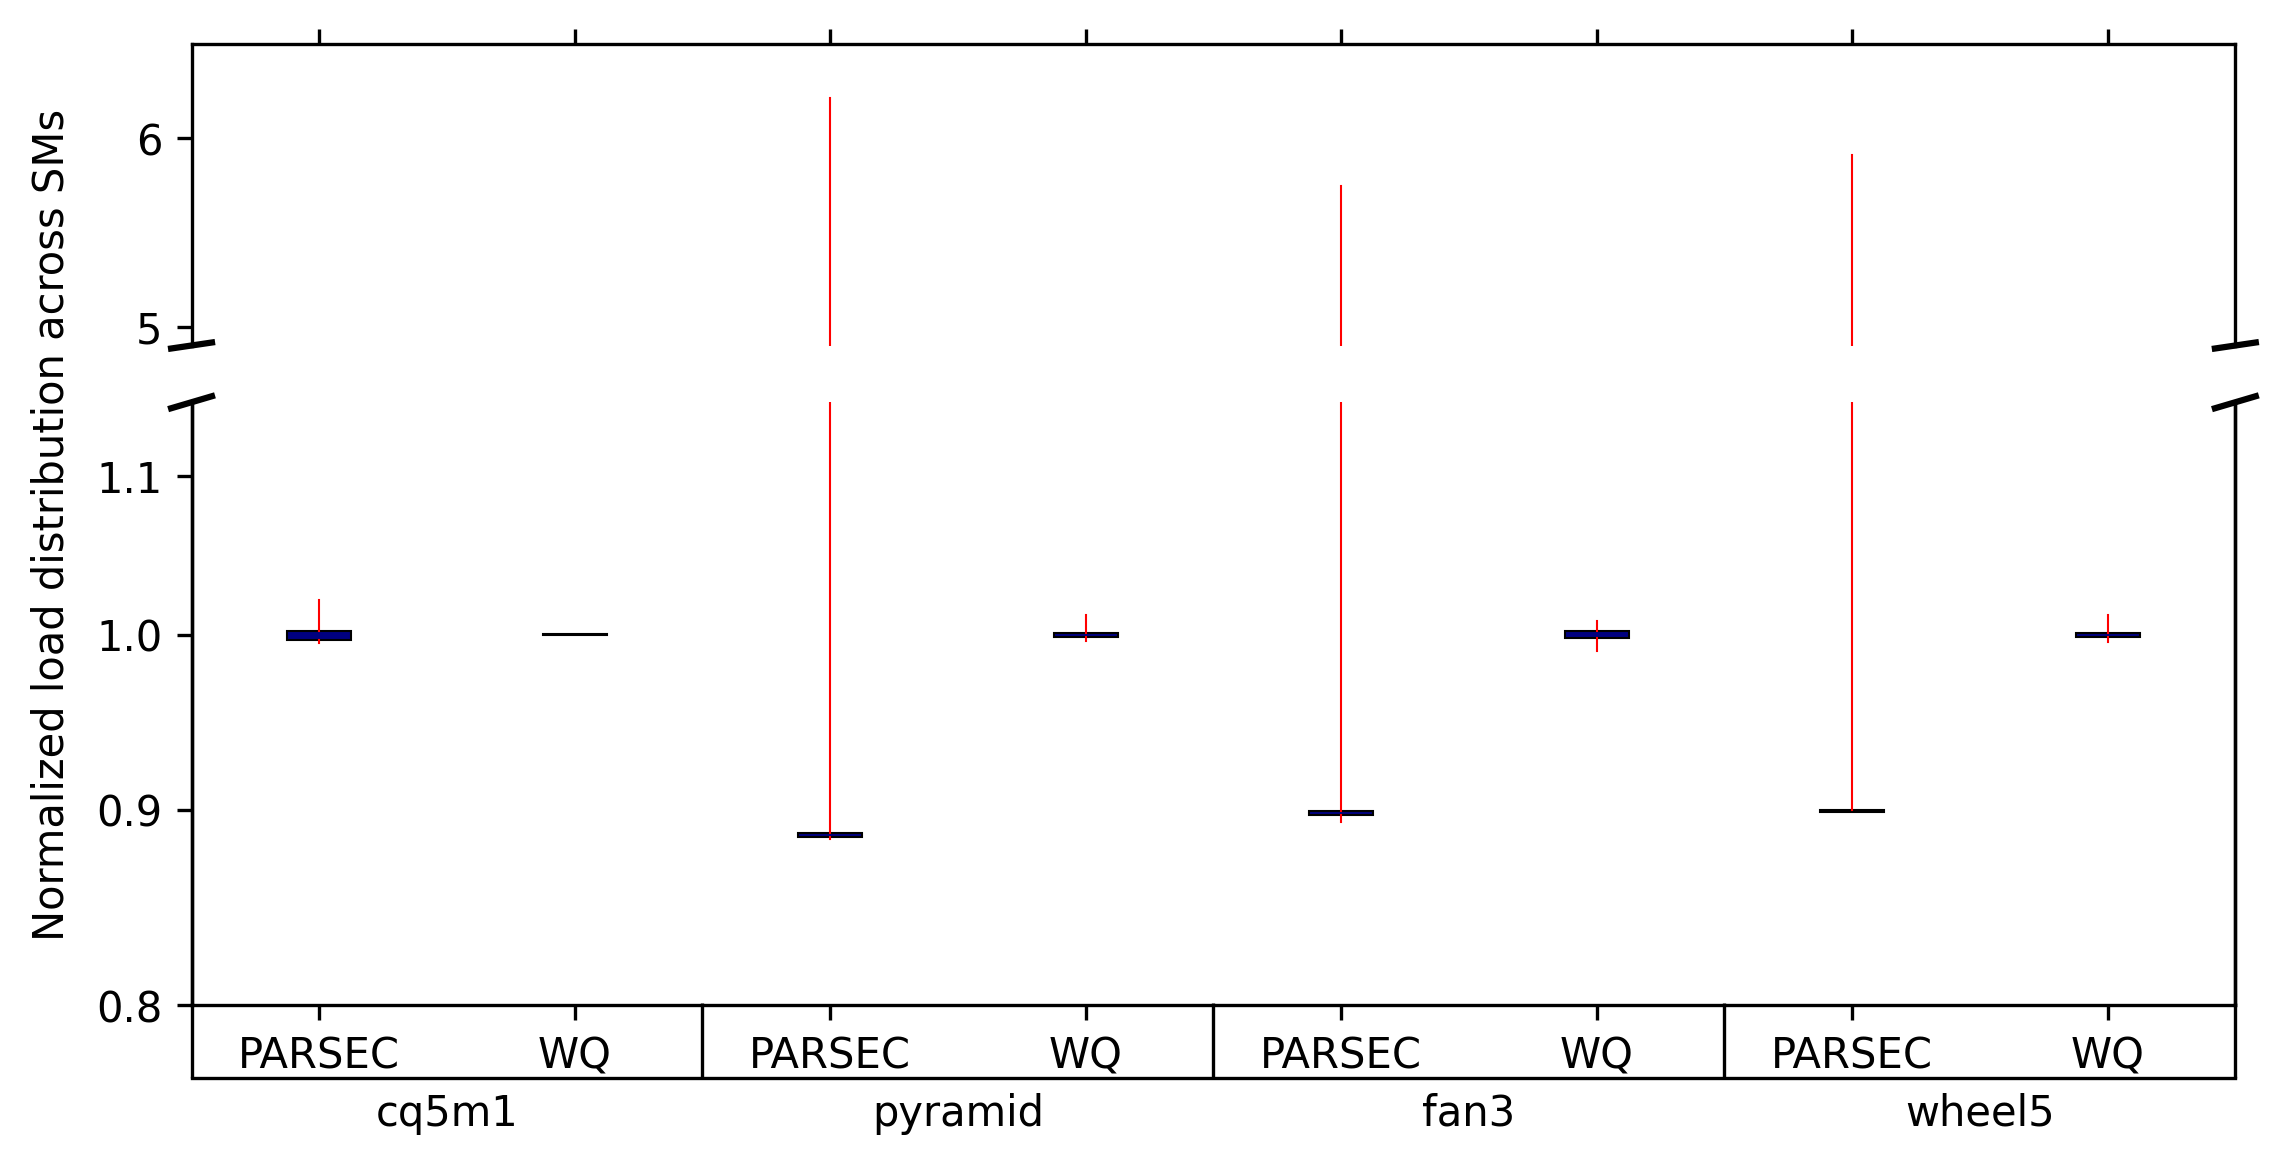 Normalized load distribution across SMs
6
5
1.1
1.0
0.9
0.8
PARSEC WQ PARSEC WQ PARSEC WQ PARSEC WQ
cq5m1 pyramid fan3 wheel5